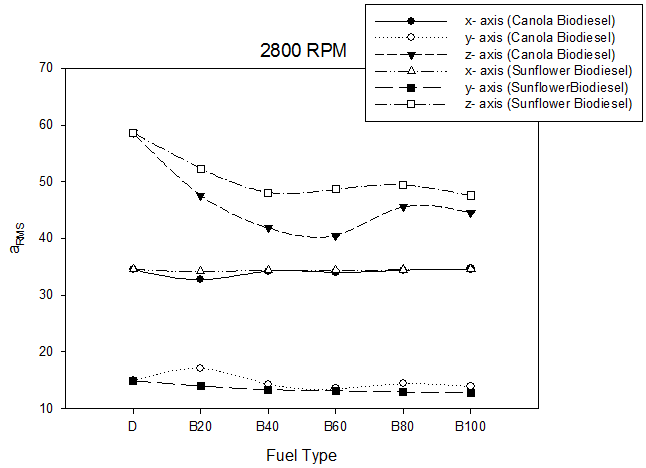 x- axis (Canola Biodiesel)
y- axis (Canola Biodiesel)
z- axis (Canola Biodiesel)
x- axis (Sunflower Biodiesel)
y- axis (SunflowerBiodiesel)
z- axis (Sunflower Biodiesel)
2800 RPM
70
60
50
40
30
20
10
aRMS
D B20 B40 B60 B80 B100
Fuel Type